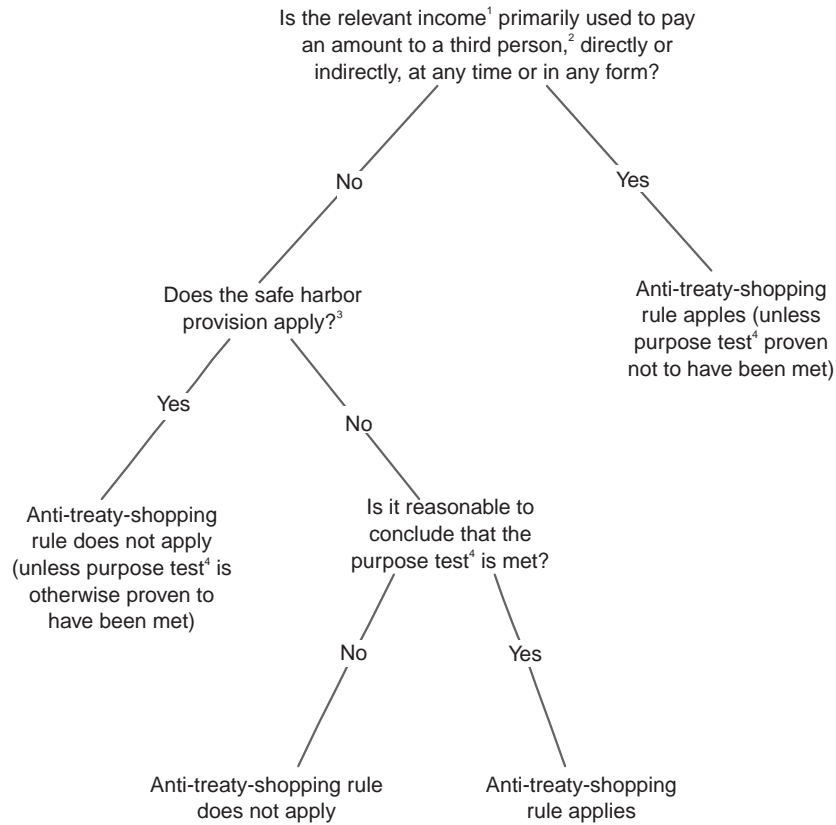 Is the relevant income¹ primarily used to pay
an amount to a third person,² directly or
indirectly, at any time or in any form?
No
Yes
Does the safe harbor
provision apply?³
Anti-treaty-shopping
rule apples (unless
purpose test⁴ proven
not to have been met)
Yes
No
Anti-treaty-shopping
rule does not apply
(unless purpose test⁴ is
otherwise proven to
have been met)
Is it reasonable to
conclude that the
purpose test⁴ is met?
No
Yes
Anti-treaty-shopping rule
does not apply
Anti-treaty-shopping
rule applies